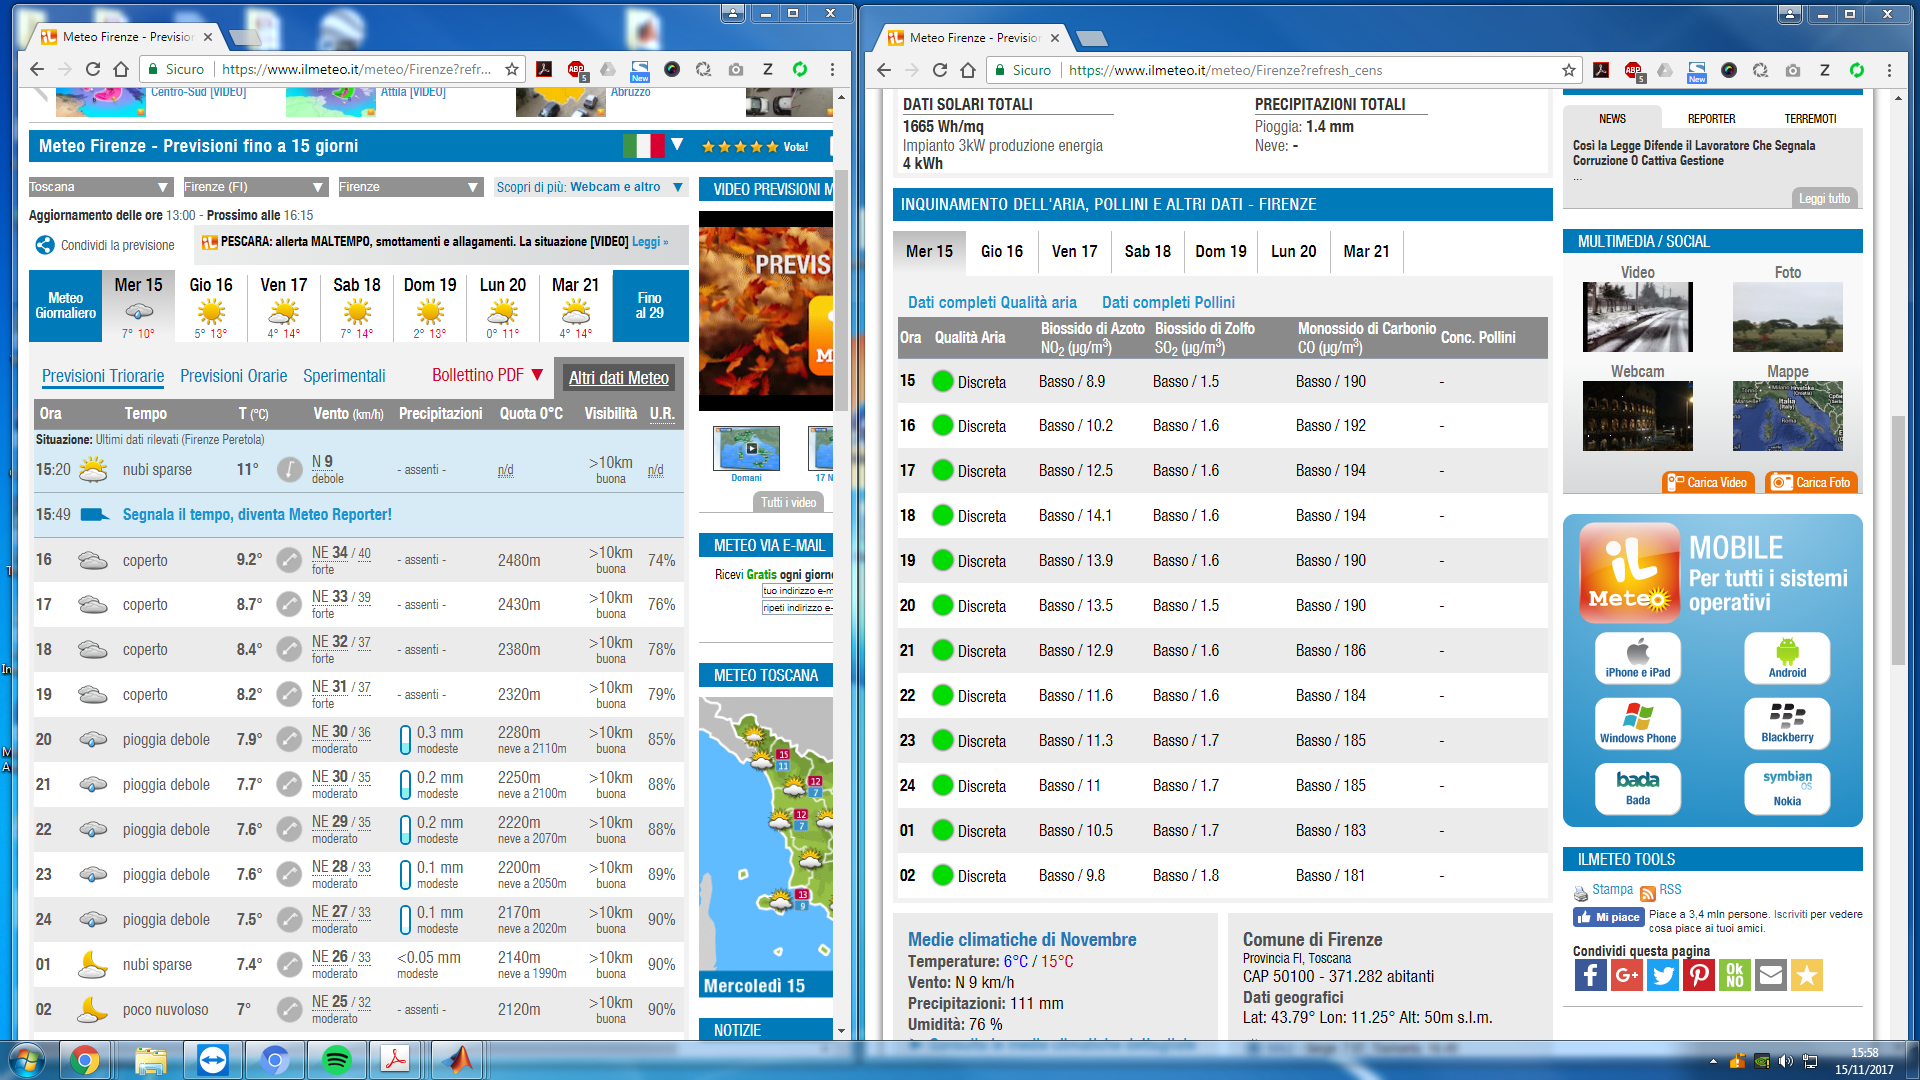 Meteo Firenze - Prevision
Sicuro | https://www.ilmeteo.it/meteo/Firenze?refr...
Centro-Sud [VIDEO]
Attila [VIDEO]
Abruzzo
Meteo Firenze - Previsioni fino a 15 giorni
Vota!
Toscana
Firenze (FI)
Firenze
Scopri di più: Webcam e altro
Aggiornamento delle ore 13:00 - Prossimo alle 16:15
Condividi la previsione
PESCARA: allerta MALTEMPO, smottamenti e allagamenti. La situazione [VIDEO] Leggi »
Meteo Giornaliero
Mer 15 7° 10°
Gio 16 5° 13°
Ven 17 4° 14°
Sab 18 7° 14°
Dom 19 2° 13°
Lun 20 0° 11°
Mar 21 4° 14°
Fino al 29
Previsioni Triorarie Previsioni Orarie Sperimentali Bollettino PDF Altri dati Meteo
Ora Tempo T (°C) Vento (km/h) Precipitazioni Quota 0°C Visibilità U.R.
Situazione: Ultimi dati rilevati (Firenze Peretola)
15:20 nubi sparse 11° N 9 debole - assenti - n/d >10km buona n/d
15:49 Segnala il tempo, diventa Meteo Reporter!
16 coperto 9.2° NE 34 / 40 forte - assenti - 2480m >10km buona 74%
17 coperto 8.7° NE 33 / 39 forte - assenti - 2430m >10km buona 76%
18 coperto 8.4° NE 32 / 37 forte - assenti - 2380m >10km buona 78%
19 coperto 8.2° NE 31 / 37 forte - assenti - 2320m >10km buona 79%
20 pioggia debole 7.9° NE 30 / 36 moderato 0.3 mm modeste 2280m neve a 2110m >10km buona 85%
21 pioggia debole 7.7° NE 30 / 35 moderato 0.2 mm modeste 2250m neve a 2100m >10km buona 88%
22 pioggia debole 7.6° NE 29 / 35 moderato 0.2 mm modeste 2220m neve a 2070m >10km buona 88%
23 pioggia debole 7.6° NE 28 / 33 moderato 0.1 mm modeste 2200m neve a 2050m >10km buona 89%
24 pioggia debole 7.5° NE 27 / 33 moderato 0.1 mm modeste 2170m neve a 2020m >10km buona 90%
01 nubi sparse 7.4° NE 26 / 33 moderato <0.05 mm modeste 2140m neve a 1990m >10km buona 90%
02 poco nuvoloso 7° NE 25 / 32 moderato - assenti - 2120m >10km buona 90%
VIDEO PREVISIONI M
PREVIS
Domani
17 N
Tutti i video
METEO VIA E-MAIL
Ricevi Gratis ogni giorno
tuo indirizzo e-m
ripeti indirizzo e-
METEO TOSCANA
15 11
12 7
12 7
13 9
Mercoledì 15
NOTIZIE
Meteo Firenze - Prevision
Sicuro | https://www.ilmeteo.it/meteo/Firenze?refresh_cens
DATI SOLARI TOTALI
1665 Wh/mq
Impianto 3kW produzione energia
4 kWh
PRECIPITAZIONI TOTALI
Pioggia: 1.4 mm
Neve: -
INQUINAMENTO DELL'ARIA, POLLINI E ALTRI DATI - FIRENZE
Mer 15 Gio 16 Ven 17 Sab 18 Dom 19 Lun 20 Mar 21
Dati completi Qualità aria Dati completi Pollini
Ora Qualità Aria Biossido di Azoto NO2 (µg/m3) Biossido di Zolfo SO2 (µg/m3) Monossido di Carbonio CO (µg/m3) Conc. Pollini
15 Discreta Basso / 8.9 Basso / 1.5 Basso / 190 -
16 Discreta Basso / 10.2 Basso / 1.6 Basso / 192 -
17 Discreta Basso / 12.5 Basso / 1.6 Basso / 194 -
18 Discreta Basso / 14.1 Basso / 1.6 Basso / 194 -
19 Discreta Basso / 13.9 Basso / 1.6 Basso / 190 -
20 Discreta Basso / 13.5 Basso / 1.5 Basso / 190 -
21 Discreta Basso / 12.9 Basso / 1.6 Basso / 186 -
22 Discreta Basso / 11.6 Basso / 1.6 Basso / 184 -
23 Discreta Basso / 11.3 Basso / 1.7 Basso / 185 -
24 Discreta Basso / 11 Basso / 1.7 Basso / 185 -
01 Discreta Basso / 10.5 Basso / 1.7 Basso / 183 -
02 Discreta Basso / 9.8 Basso / 1.8 Basso / 181 -
Medie climatiche di Novembre
Temperature: 6°C / 15°C
Vento: N 9 km/h
Precipitazioni: 111 mm
Umidità: 76 %
Comune di Firenze
Provincia FI, Toscana
CAP 50100 - 371.282 abitanti
Dati geografici
Lat: 43.79° Lon: 11.25° Alt: 50m s.l.m.
NEWS REPORTER TERREMOTI
Così la Legge Difende il Lavoratore Che Segnala
Corruzione O Cattiva Gestione
...
Leggi tutto
MULTIMEDIA / SOCIAL
Video Foto
Webcam Mappe
Italia
Carica Video Carica Foto
iL Meteo
MOBILE
Per tutti i sistemi
operativi
iPhone e iPad
Android
Windows Phone
Blackberry
bada
Bada
symbian OS
Nokia
ILMETEO TOOLS
Stampa RSS
Mi piace
Piace a 3,4 mln persone. Iscriviti per vedere
cosa piace ai tuoi amici.
Condividi questa pagina
OK NO
15:58
15/11/2017